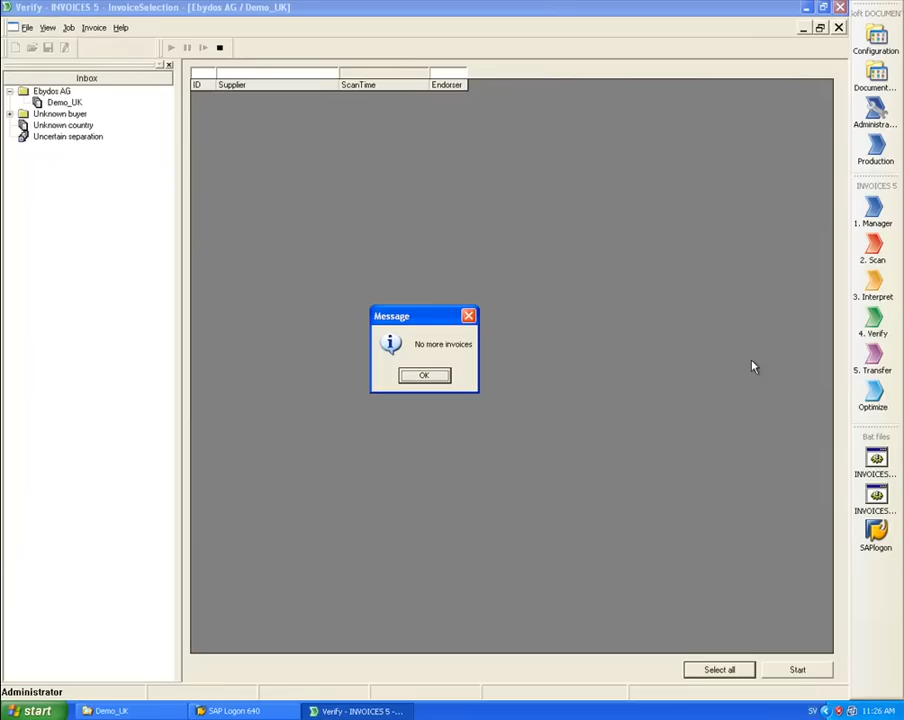 Verify - INVOICES 5 - InvoiceSelection - [Ebydos AG / Demo_UK]
oft DOCUMEN
File View Job Invoice Help
Inbox
Ebydos AG
Demo_UK
Unknown buyer
Unknown country
Uncertain separation
ID Supplier ScanTime Endorser
Message
No more invoices
OK
Select all Start
Configuration
Document...
Administra...
Production
INVOICES 5
1. Manager
2. Scan
3. Interpret
4. Verify
5. Transfer
Optimize
Bat files
INVOICES...
INVOICES...
SAPlogon
Administrator
start Demo_UK SAP Logon 640 Verify - INVOICES 5 -... SV 11:26 AM